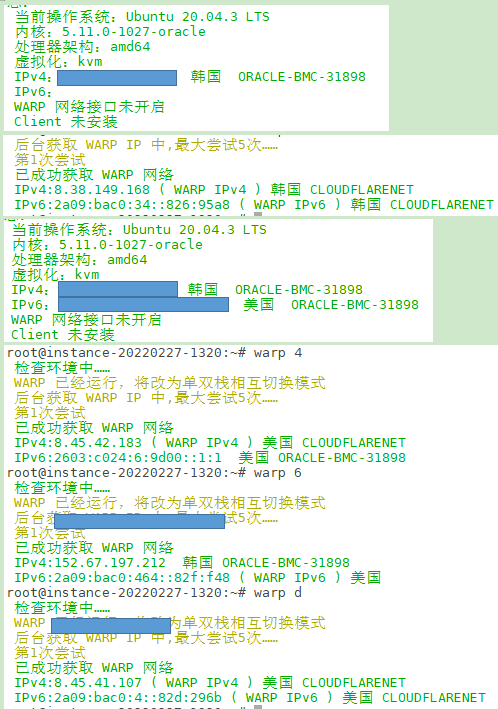 当前操作系统：Ubuntu 20.04.3 LTS
内核：5.11.0-1027-oracle
处理器架构：amd64
虚拟化：kvm
IPv4： 韩国 ORACLE-BMC-31898
IPv6：
WARP 网络接口未开启
Client 未安装
后台获取 WARP IP 中,最大尝试5次……
第1次尝试
已成功获取 WARP 网络
IPv4:8.38.149.168 ( WARP IPv4 ) 韩国 CLOUDFLARENET
IPv6:2a09:bac0:34::826:95a8 ( WARP IPv6 ) 韩国 CLOUDFLARENET
当前操作系统：Ubuntu 20.04.3 LTS
内核：5.11.0-1027-oracle
处理器架构：amd64
虚拟化：kvm
IPv4： 韩国 ORACLE-BMC-31898
IPv6： 美国 ORACLE-BMC-31898
WARP 网络接口未开启
Client 未安装
root@instance-20220227-1320:~# warp 4
检查环境中……
WARP 已经运行，将改为单双栈相互切换模式
后台获取 WARP IP 中,最大尝试5次……
第1次尝试
已成功获取 WARP 网络
IPv4:8.45.42.183 ( WARP IPv4 ) 美国 CLOUDFLARENET
IPv6:2603:c024:6:9d00::1:1 美国 ORACLE-BMC-31898
root@instance-20220227-1320:~# warp 6
检查环境中……
WARP 已经运行，将改为单双栈相互切换模式
后台 试5次……
第1次尝试
已成功获取 WARP 网络
IPv4:152.67.197.212 韩国 ORACLE-BMC-31898
IPv6:2a09:bac0:464::82f:f48 ( WARP IPv6 ) 美国
root@instance-20220227-1320:~# warp d
检查环境中……
WARP 为单双栈相互切换模式
后台获取 WARP IP 中,最大尝试5次……
第1次尝试
已成功获取 WARP 网络
IPv4:8.45.41.107 ( WARP IPv4 ) 美国 CLOUDFLARENET
IPv6:2a09:bac0:4::82d:296b ( WARP IPv6 ) 美国 CLOUDFLARENET